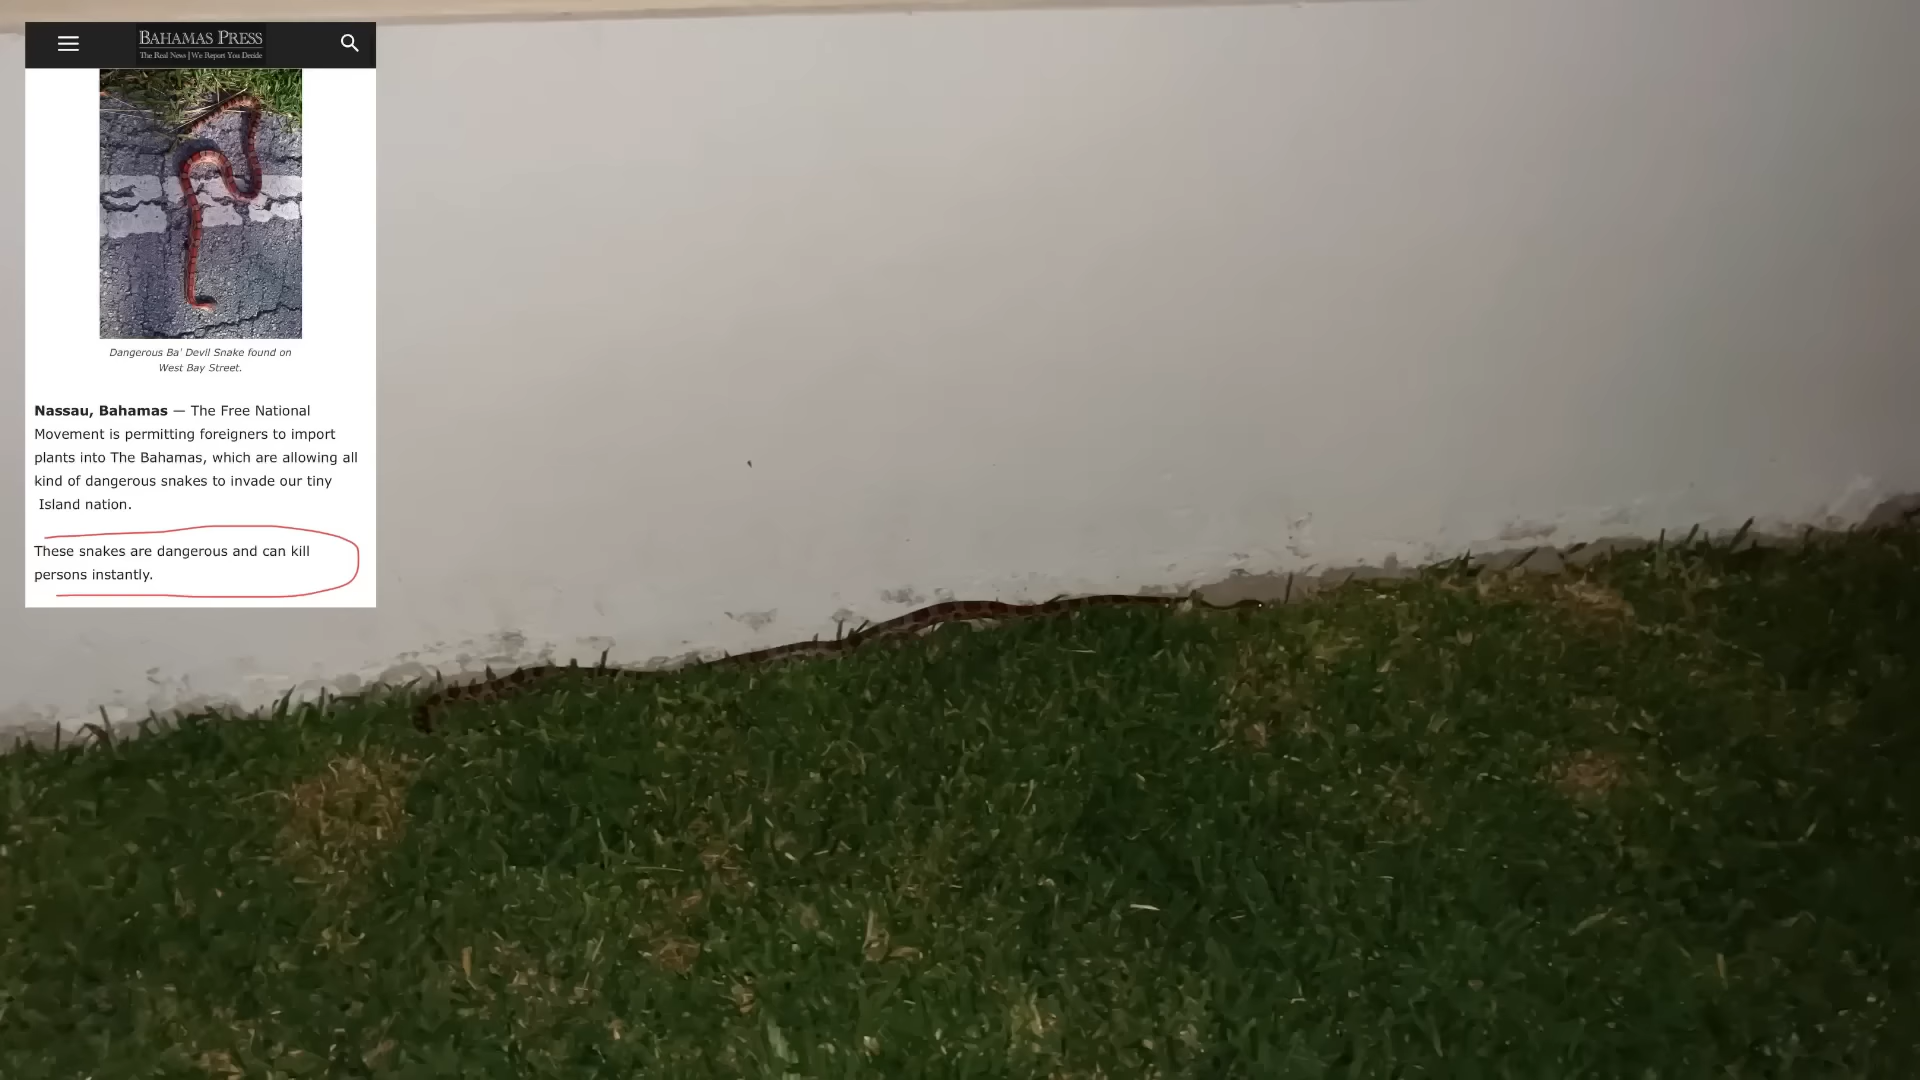 BAHAMAS PRESS
The Real News | We Report You Decide
Dangerous Ba' Devil Snake found on
West Bay Street.
Nassau, Bahamas — The Free National
Movement is permitting foreigners to import
plants into The Bahamas, which are allowing all
kind of dangerous snakes to invade our tiny
Island nation.
These snakes are dangerous and can kill
persons instantly.